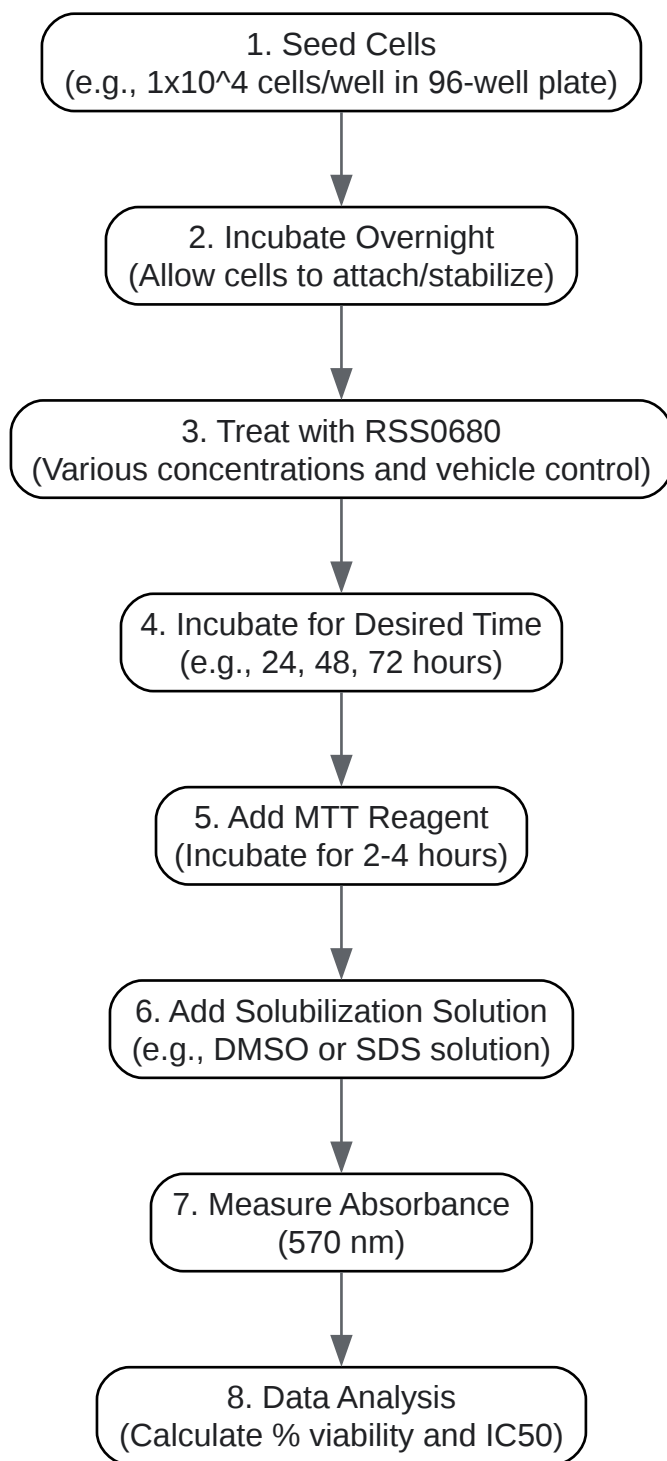 1. Seed Cells
(e.g., 1x10^4 cells/well in 96-well plate)
2. Incubate Overnight
(Allow cells to attach/stabilize)
3. Treat with RSS0680
(Various concentrations and vehicle control)
4. Incubate for Desired Time
(e.g., 24, 48, 72 hours)
5. Add MTT Reagent
(Incubate for 2-4 hours)
6. Add Solubilization Solution
(e.g., DMSO or SDS solution)
7. Measure Absorbance
(570 nm)
8. Data Analysis
(Calculate % viability and IC50)